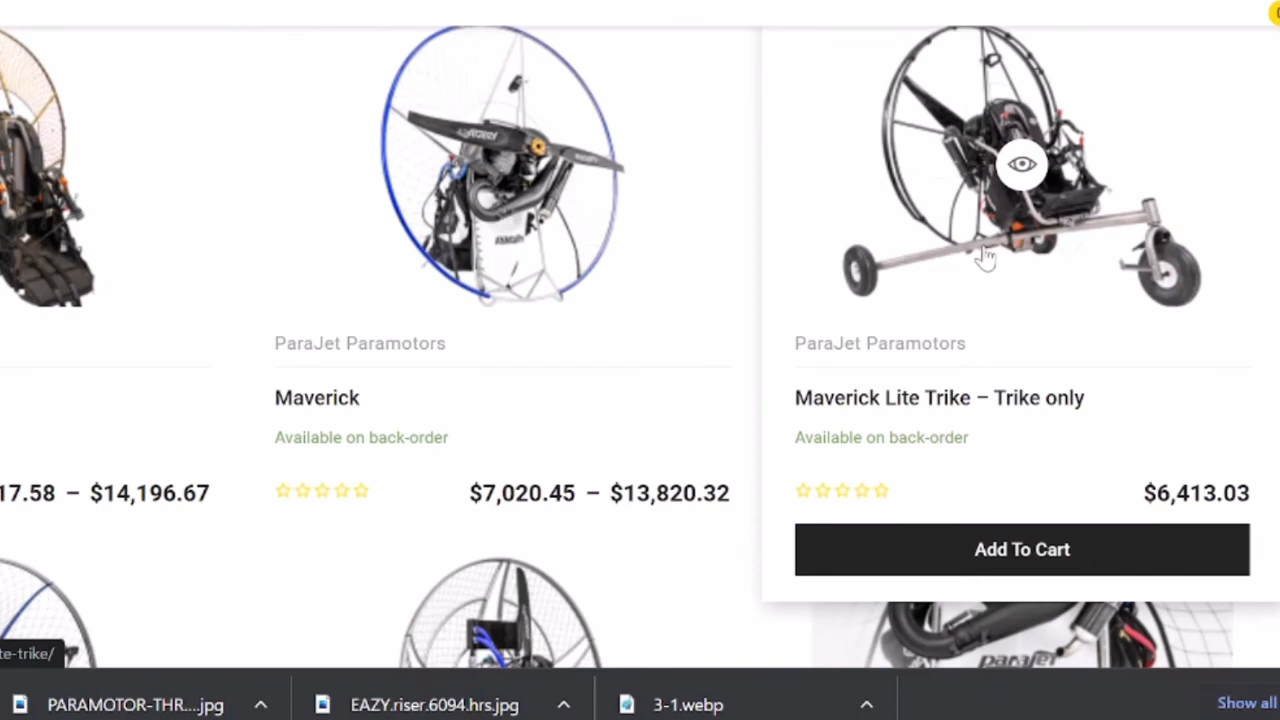 ParaJet Paramotors
ParaJet Paramotors
Maverick
Maverick Lite Trike – Trike only
Available on back-order
Available on back-order
17.58 – $14,196.67
$7,020.45 – $13,820.32
$6,413.03
Add To Cart
parajet
te-trike/
PARAMOTOR-THR....jpg
EAZY.riser.6094.hrs.jpg
3-1.webp
Show all